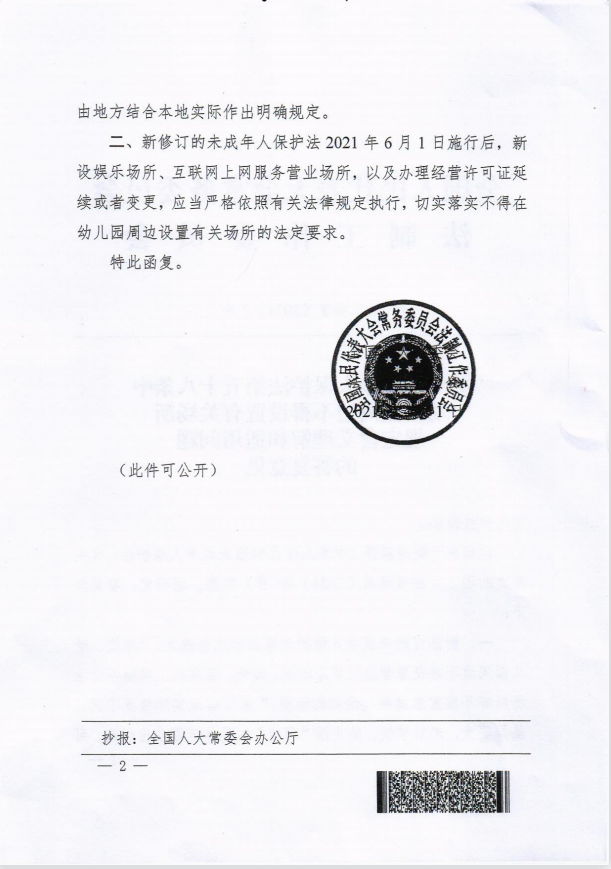 由地方结合本地实际作出明确规定。
二、新修订的未成年人保护法2021年6月1日施行后，新
设娱乐场所、互联网上网服务营业场所，以及办理经营许可证延
续或者变更，应当严格依照有关法律规定执行，切实落实不得在
幼儿园周边设置有关场所的法定要求。
特此函复。
全国人民代表大会常务委员会法制工作委员会
2021
1日
（此件可公开）
抄报：全国人大常委会办公厅
— 2 —